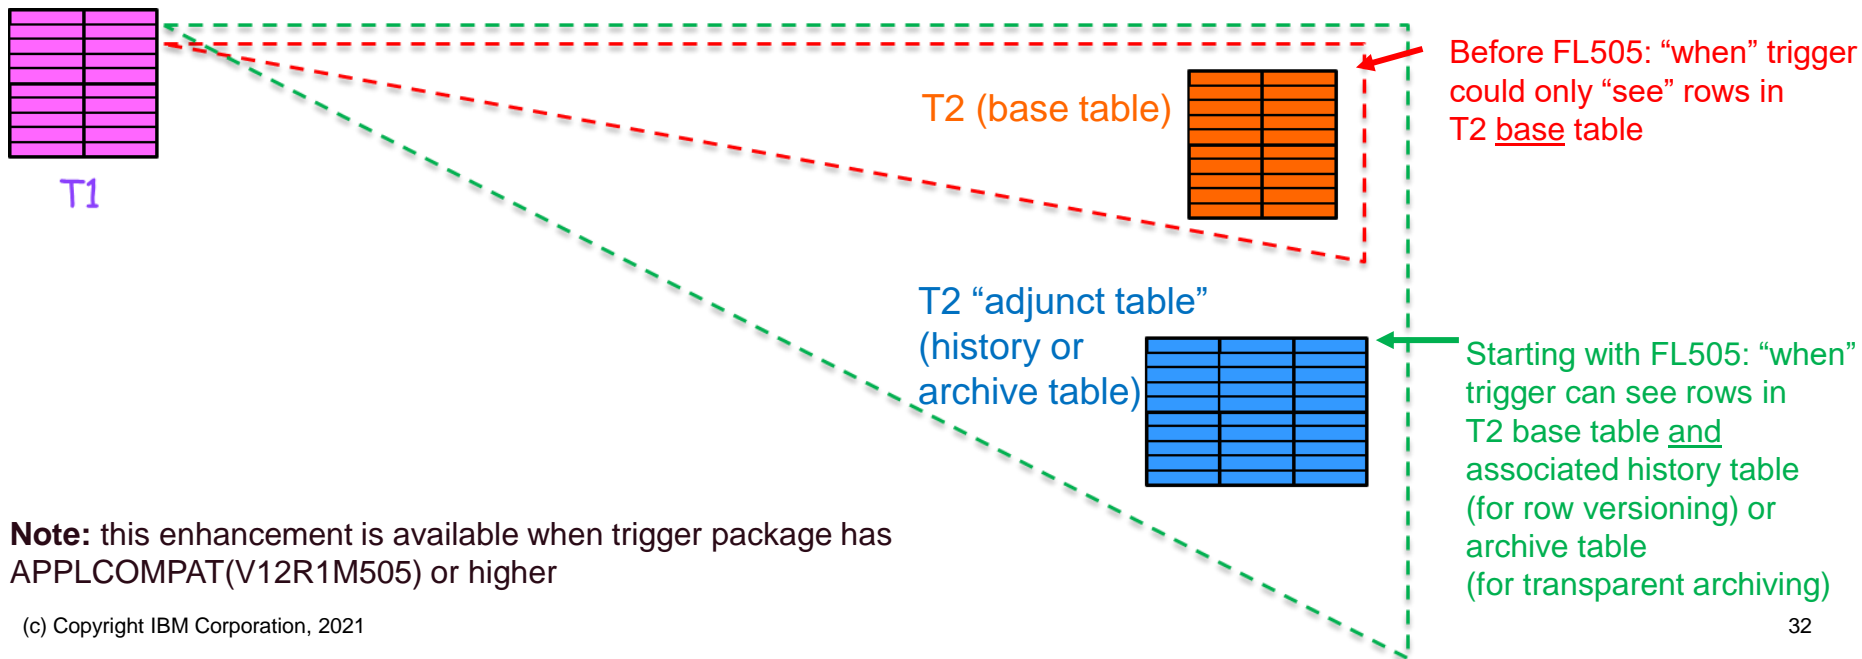 T1
T2 (base table)
Before FL505: “when” trigger
could only “see” rows in
T2 base table
T2 “adjunct table”
(history or
archive table)
Starting with FL505: “when”
trigger can see rows in
T2 base table and
associated history table
(for row versioning) or
archive table
(for transparent archiving)
Note: this enhancement is available when trigger package has
APPLCOMPAT(V12R1M505) or higher
(c) Copyright IBM Corporation, 2021
32